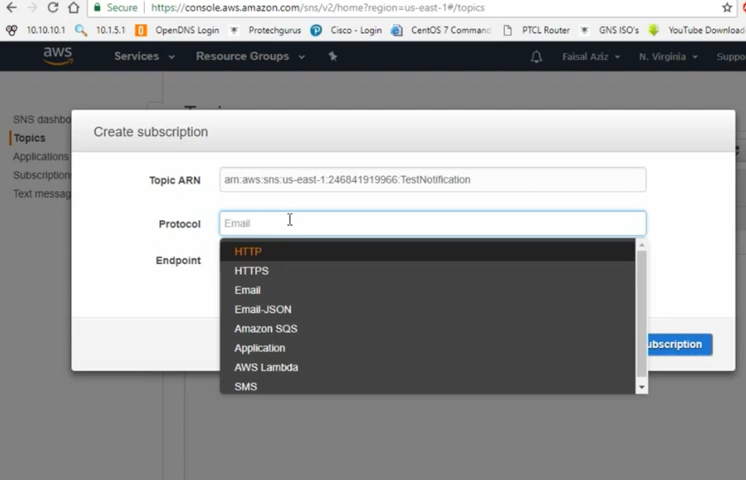 Secure https://console.aws.amazon.com/sns/v2/home?region=us-east-1#/topics
10.10.10.1 10.1.5.1 OpenDNS Login Protechgurus Cisco - Login CentOS 7 Command PTCL Router GNS ISO's YouTube Download
aws Services Resource Groups Faisal Aziz N. Virginia Suppo
SNS dashbo
Topics
Applications
Subscription
Text messag
Create subscription
Topic ARN arn:aws:sns:us-east-1:246841919966:TestNotification
Protocol Email
HTTP
Endpoint
HTTPS
Email
Email-JSON
Amazon SQS
Application
ubscription
AWS Lambda
SMS